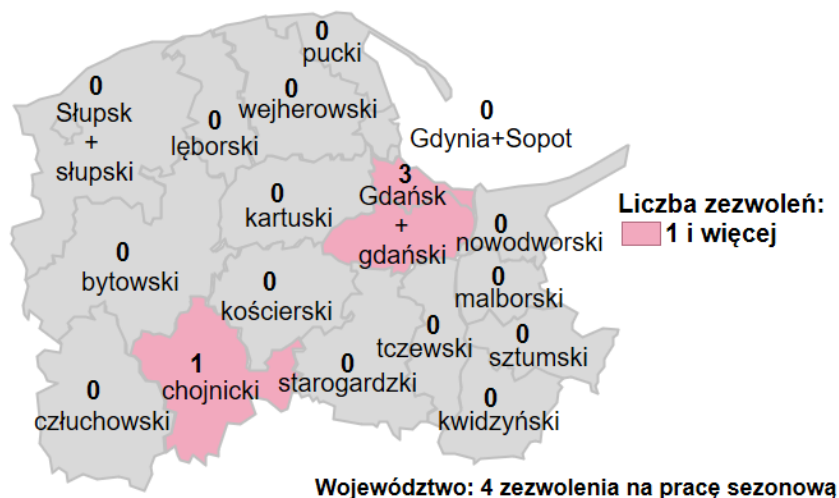 0
pucki
0
Słupsk
+
słupski
0
wejherowski
0
lęborski
0
Gdynia+Sopot
3
Gdańsk
+
gdański
0
kartuski
0
nowodworski
Liczba zezwoleń:
1 i więcej
0
bytowski
0
kościerski
0
malborski
0
tczewski
0
sztumski
1
chojnicki
0
starogardzki
0
człuchowski
0
kwidzyński
Województwo: 4 zezwolenia na pracę sezonową